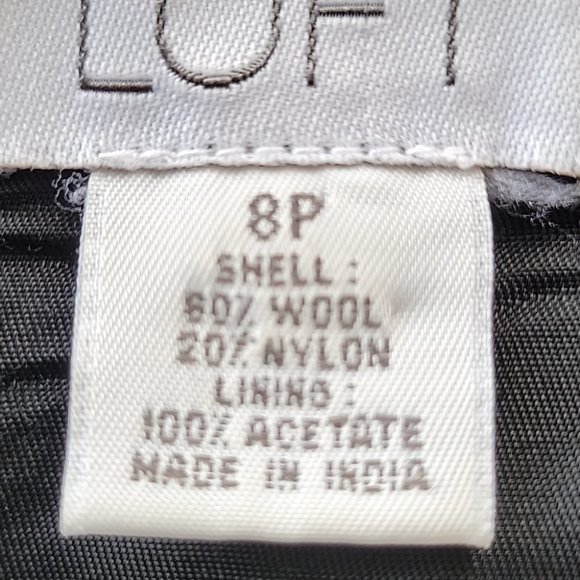 LOFT
8P
SHELL :
80% WOOL
20% NYLON
LINING :
100% ACETATE
MADE IN INDIA